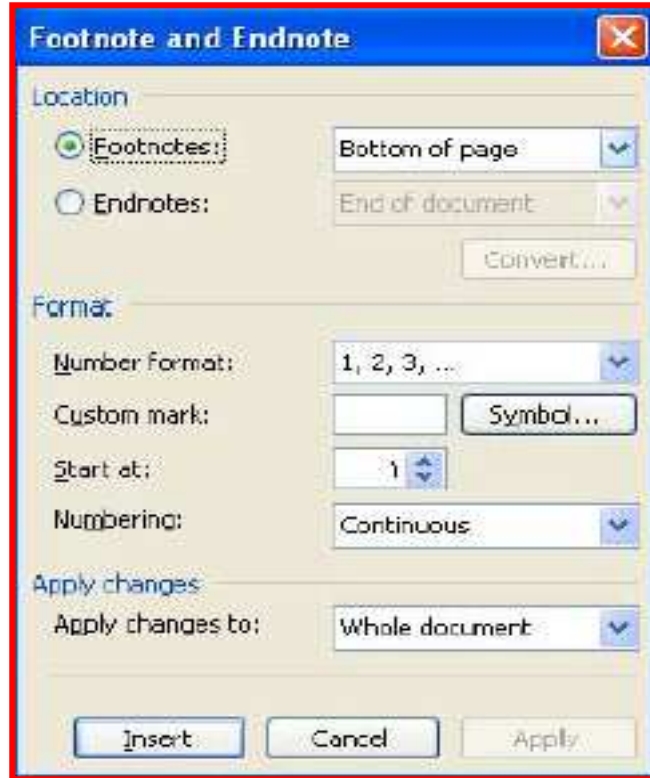 Footnote and Endnote
Location
Footnotes: Bottom of page
Endnotes: End of document
Convert...
Format
Number format: 1, 2, 3, ...
Custom mark: Symbol...
Start at: 1
Numbering: Continuous
Apply changes
Apply changes to: Whole document
Insert Cancel Apply